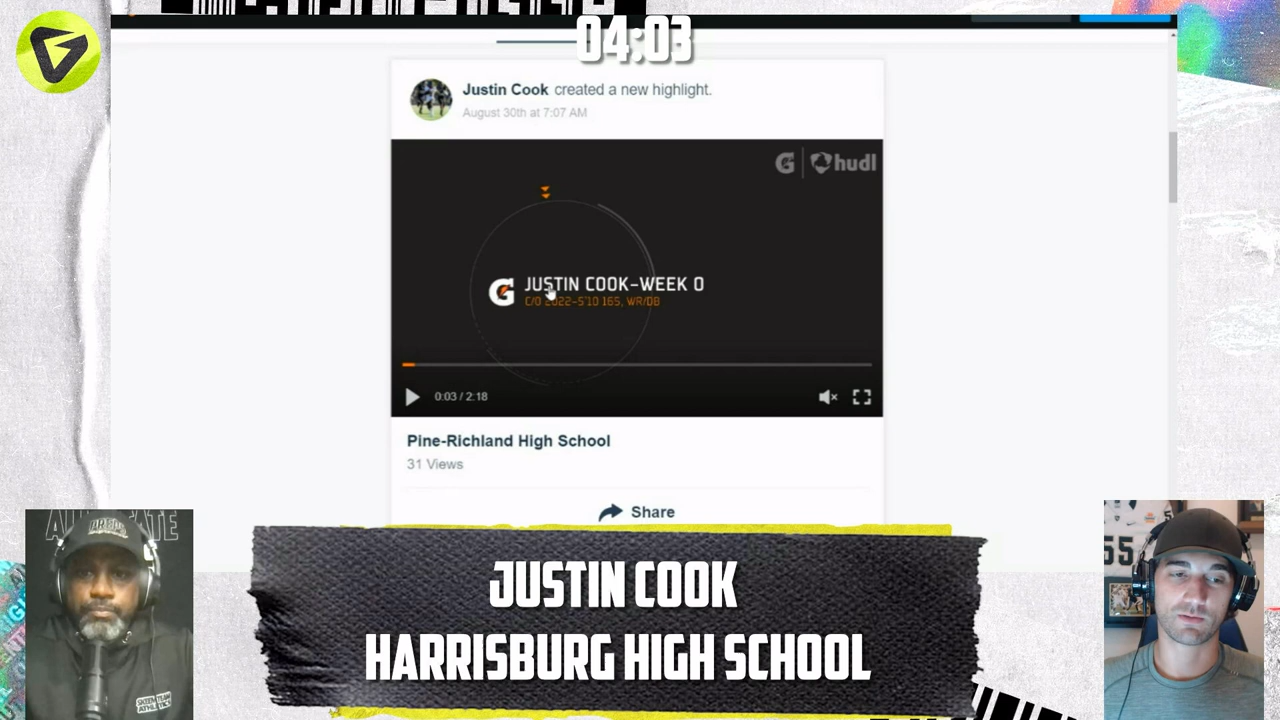 04:03
Justin Cook created a new highlight.
August 30th at 7:07 AM
G hudl
G JUSTIN COOK-WEEK 0
C/O 2022-5'10 165, WR/DB
0:03 / 2:18
Pine-Richland High School
31 Views
Share
55
JUSTIN COOK
HARRISBURG HIGH SCHOOL